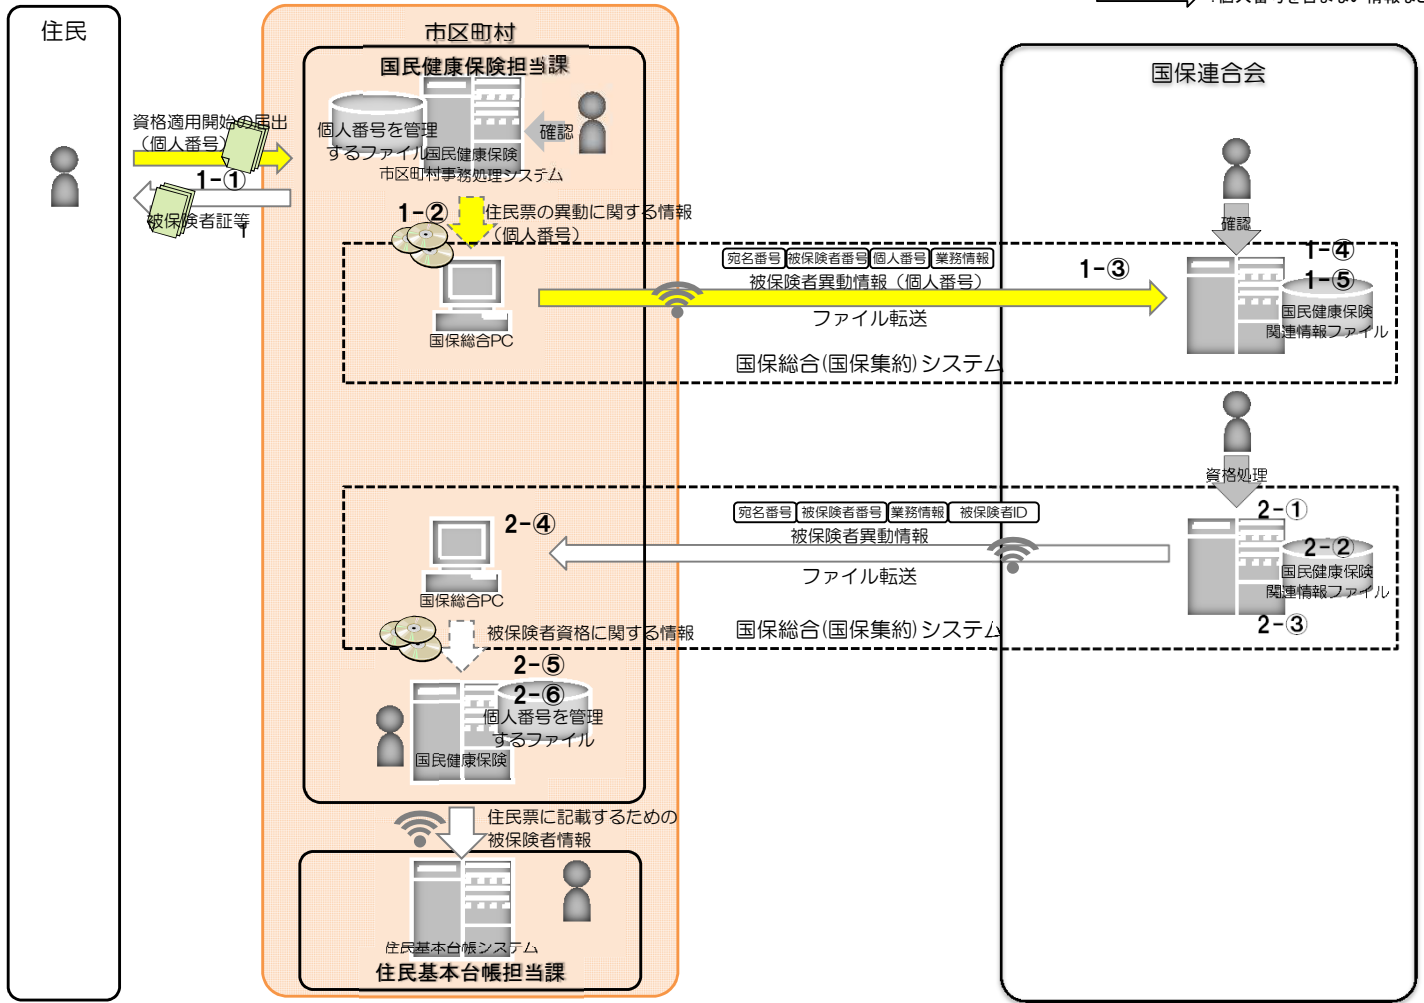 住民
市区町村
国民健康保険担当課
国保連合会
資格適用開始の届出
（個人番号）
1-①
被保険者証等
1
個人番号を管理
するファイル
国民健康保険
市区町村事務処理システム
確認
1-②
住民票の異動に関する情報
（個人番号）
国保総合PC
宛名番号 被保険者番号 個人番号 業務情報
被保険者異動情報（個人番号）
1-③
ファイル転送
国保総合(国保集約)システム
確認
1-④
1-⑤
国民健康保険
関連情報ファイル
資格処理
2-①
2-②
国民健康保険
関連情報ファイル
2-③
宛名番号 被保険者番号 業務情報 被保険者ID
被保険者異動情報
ファイル転送
国保総合(国保集約)システム
2-④
国保総合PC
被保険者資格に関する情報
2-⑤
2-⑥
個人番号を管理
するファイル
国民健康保険
住民票に記載するための
被保険者情報
住民基本台帳システム
住民基本台帳担当課